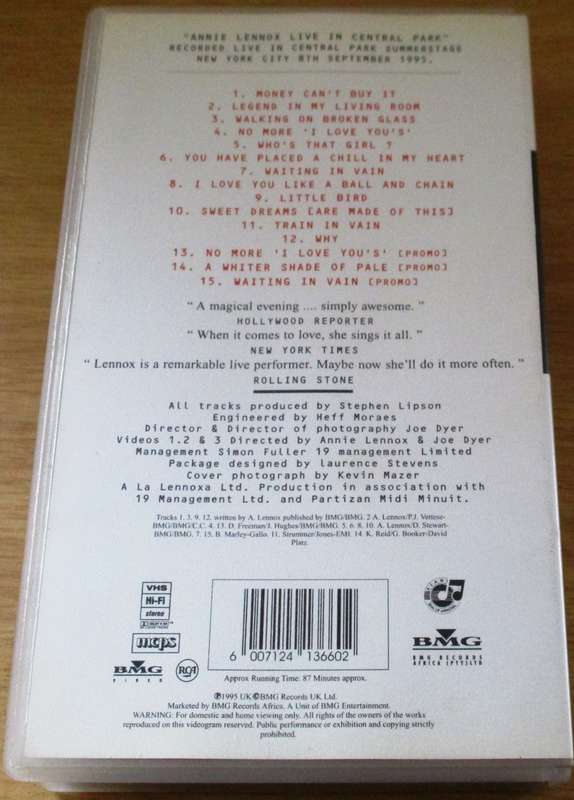 "ANNIE LENNOX LIVE IN CENTRAL PARK"
RECORDED LIVE IN CENTRAL PARK SUMMERSTAGE
NEW YORK CITY 8TH SEPTEMBER 1995.
1. MONEY CAN'T BUY IT
2. LEGEND IN MY LIVING ROOM
3. WALKING ON BROKEN GLASS
4. NO MORE 'I LOVE YOU'S'
5. WHO'S THAT GIRL ?
6. YOU HAVE PLACED A CHILL IN MY HEART
7. WAITING IN VAIN
8. I LOVE YOU LIKE A BALL AND CHAIN
9. LITTLE BIRD
10. SWEET DREAMS [ARE MADE OF THIS]
11. TRAIN IN VAIN
12. WHY
13. NO MORE 'I LOVE YOU'S' [PROMO]
14. A WHITER SHADE OF PALE [PROMO]
15. WAITING IN VAIN [PROMO]
" A magical evening .... simply awesome. "
HOLLYWOOD REPORTER
" When it comes to love, she sings it all. "
NEW YORK TIMES
" Lennox is a remarkable live performer. Maybe now she'll do it more often. "
ROLLING STONE
All tracks produced by Stephen Lipson
Engineered by Heff Moraes
Director & Director of photography Joe Dyer
Videos 1.2 & 3 Directed by Annie Lennox & Joe Dyer
Management Simon Fuller 19 management Limited
Package designed by Laurence Stevens
Cover photograph by Kevin Mazer
A La Lennoxa Ltd. Production in association with
19 Management Ltd. and Partizan Midi Minuit.
Tracks 1, 3. 9. 12. written by A. Lennox published by BMG/BMG. 2 A. Lennox/P.J. Vettese-
BMG/BMG/C.C. 4. 13. D. Freeman/J. Hughes/BMG/BMG. 5. 6. 8. 10. A. Lennox/D. Stewart-
BMG/BMG. 7. 15. B. Marley-Gallo. 11. Strummer/Jones-EMI. 14. K. Reid/G. Booker-David
Platz.
VHS
Hi-Fi
stereo
mcps
BMG
VIDEO
RCA
6 007124 136602
BMG
BMG RECORDS
AFRICA (PTY)LTD
Approx Running Time: 87 Minutes approx.
℗1995 UK ©BMG Records UK Ltd.
Marketed by BMG Records Africa. A Unit of BMG Entertainment.
WARNING: For domestic and home viewing only. All rights of the owners of the works
reproduced on this videogram reserved. Public performance or exhibition and copying strictly
prohibited.